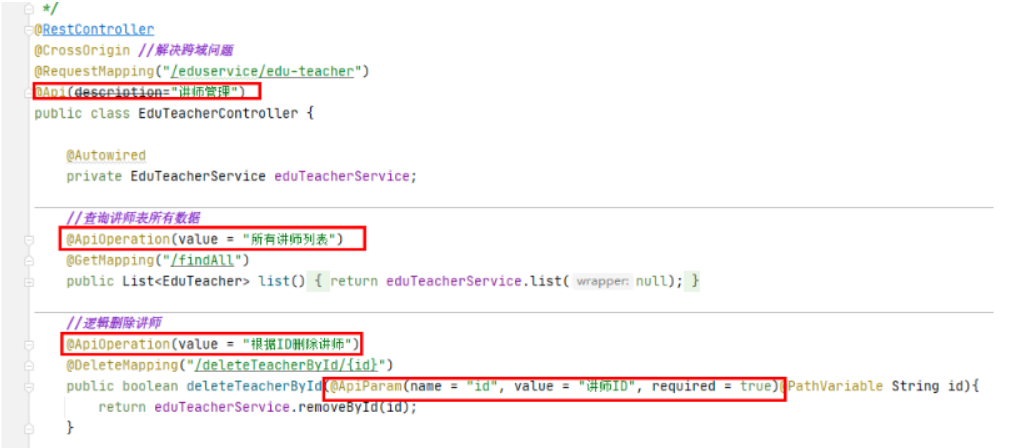 */
@RestController
@CrossOrigin //解决跨域问题
@RequestMapping("/eduservice/edu-teacher")
@Api(description="讲师管理")
public class EduTeacherController {
@Autowired
private EduTeacherService eduTeacherService;
//查询讲师表所有数据
@ApiOperation(value = "所有讲师列表")
@GetMapping("/findAll")
public List<EduTeacher> list() { return eduTeacherService.list( wrapper: null); }
//逻辑删除讲师
@ApiOperation(value = "根据ID删除讲师")
@DeleteMapping("/deleteTeacherById/{id}")
public boolean deleteTeacherById(@ApiParam(name = "id", value = "讲师ID", required = true)@PathVariable String id){
return eduTeacherService.removeById(id);
}